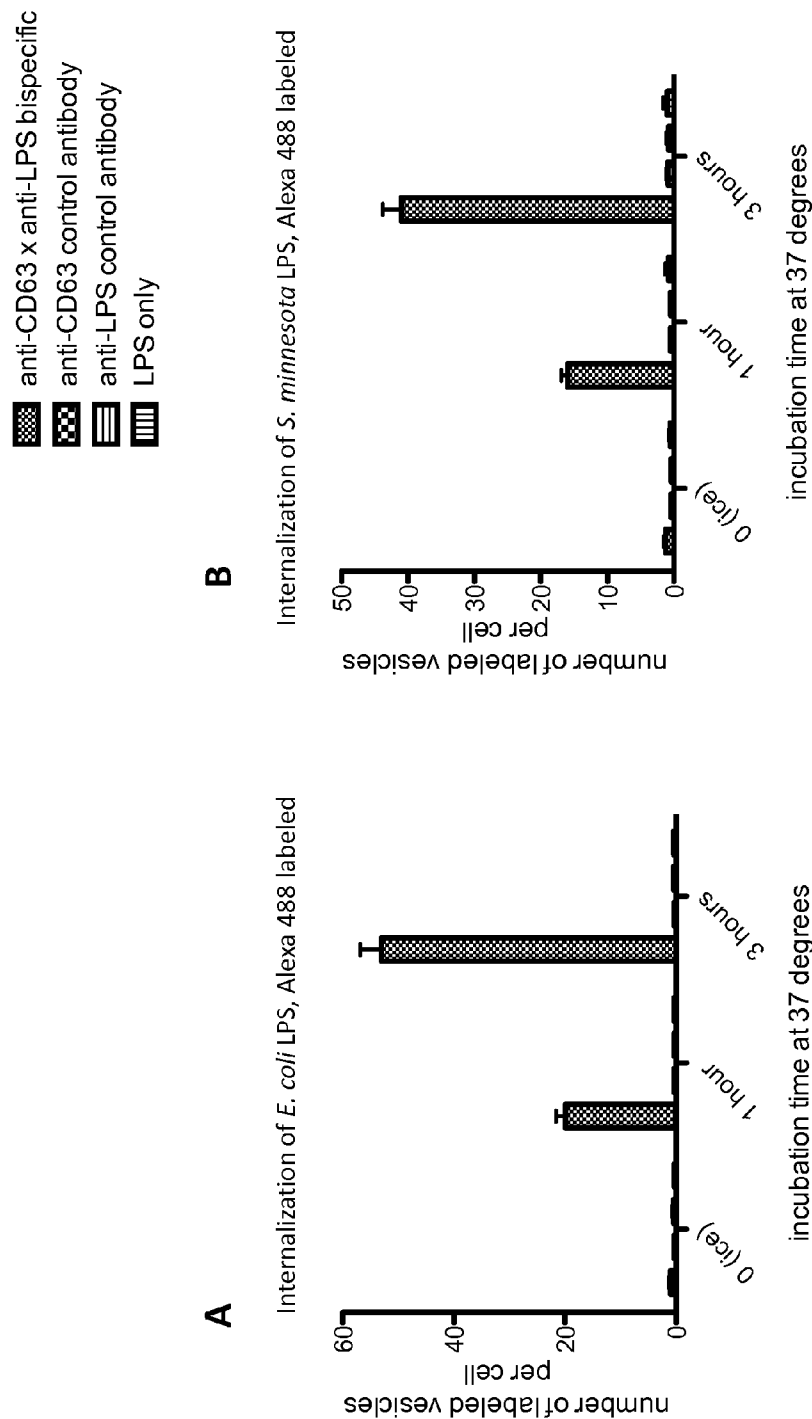 anti-CD63 x anti-LPS bispecific
anti-CD63 control antibody
anti-LPS control antibody
LPS only
A
Internalization of E. coli LPS, Alexa 488 labeled
number of labeled vesicles
per cell
60
40
20
0
0 (ice)
1 hour
3 hours
incubation time at 37 degrees
B
Internalization of S. minnesota LPS, Alexa 488 labeled
number of labeled vesicles
per cell
50
40
30
20
10
0
0 (ice)
1 hour
3 hours
incubation time at 37 degrees